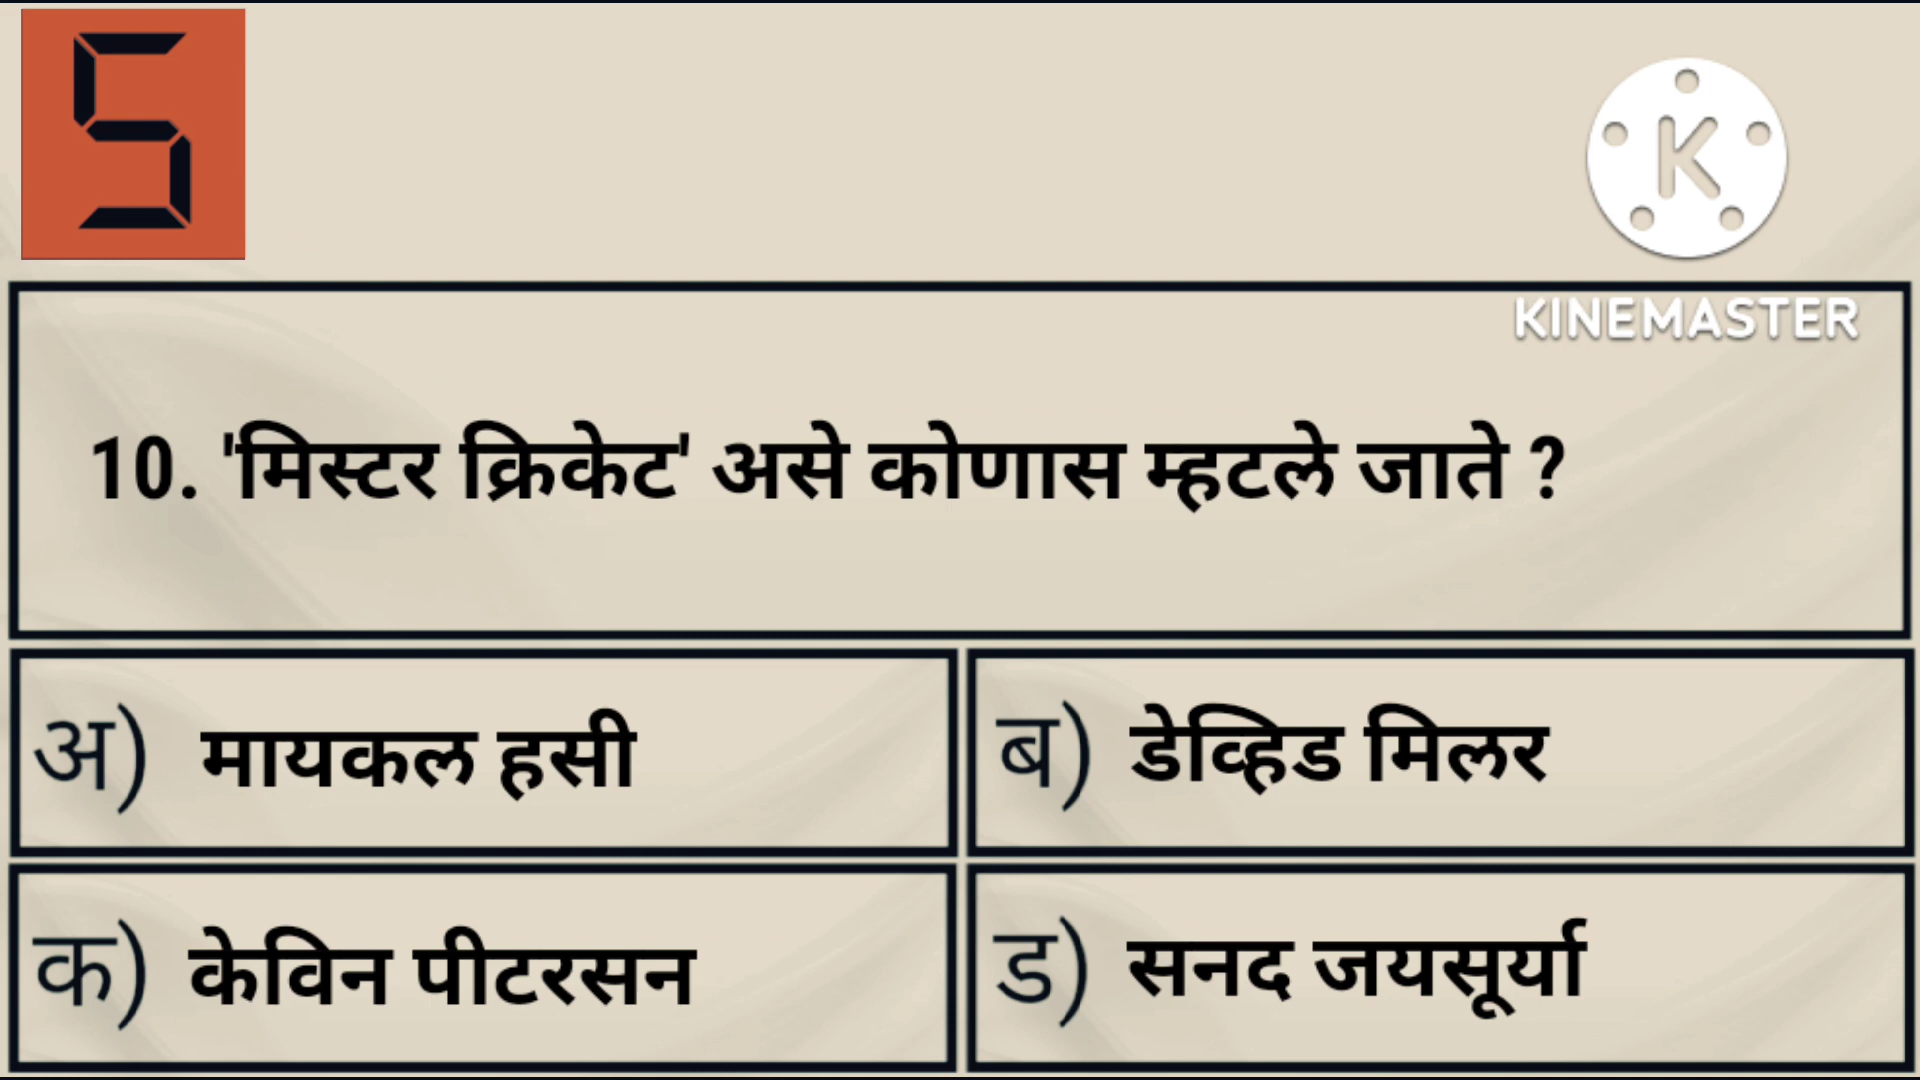 5
K
KINEMASTER
10. 'मिस्टर क्रिकेट' असे कोणास म्हटले जाते ?
अ) मायकल हसी
ब) डेव्हिड मिलर
क) केविन पीटरसन
ड) सनद जयसूर्या